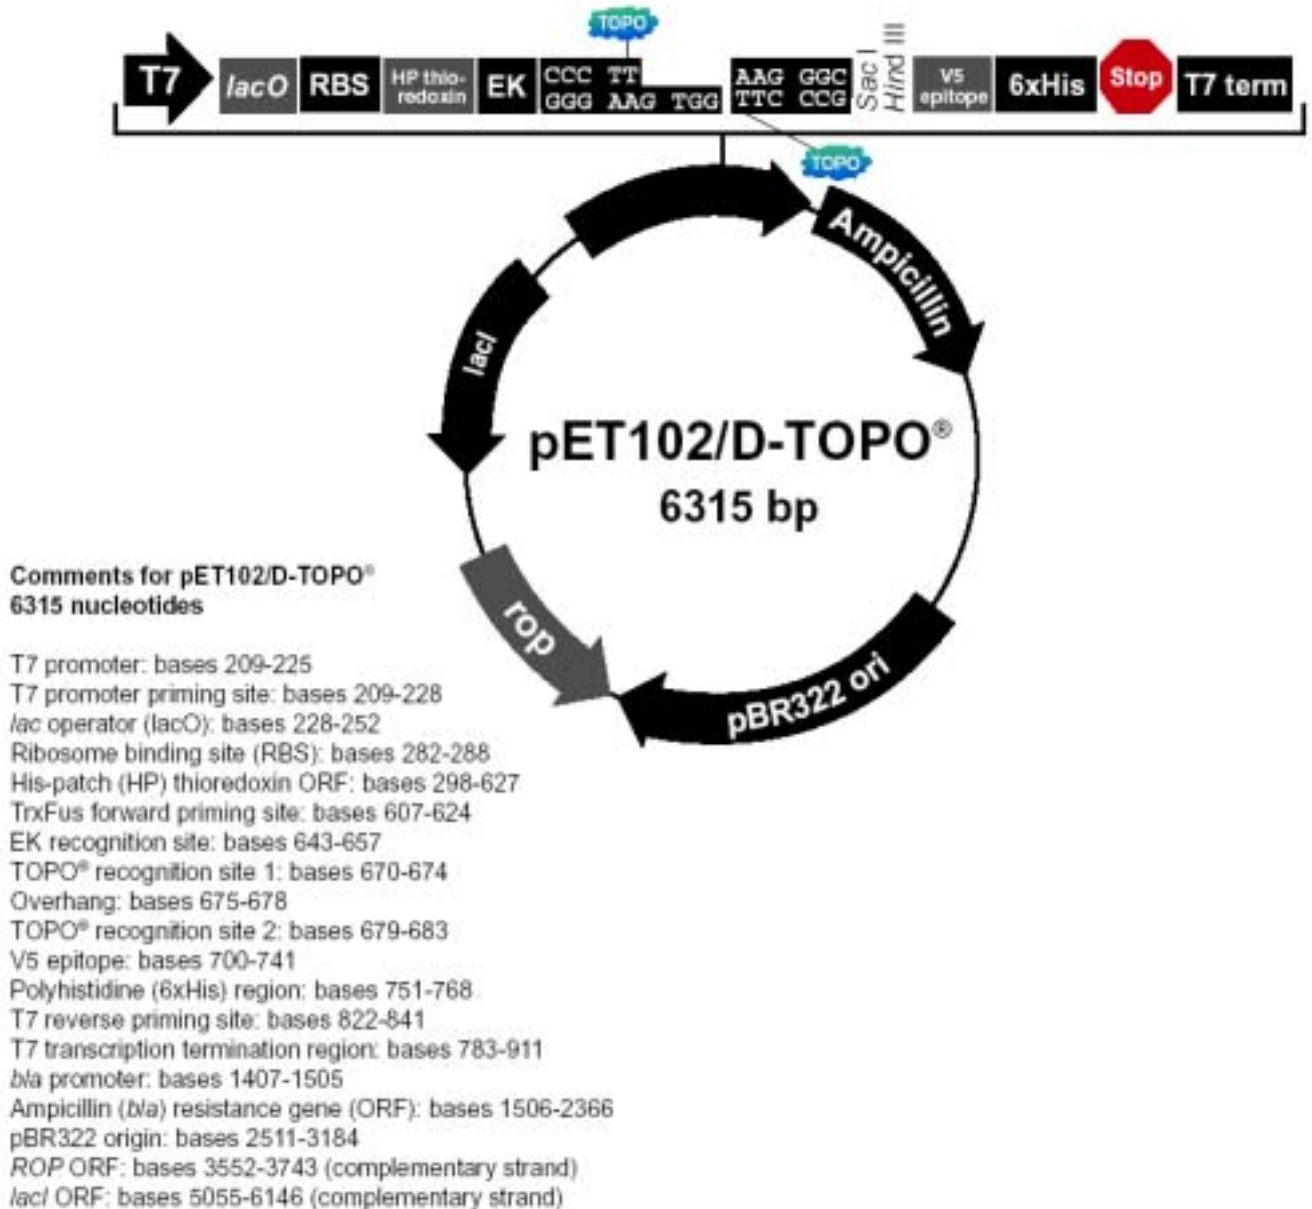 TOPO
T7 lacO RBS HP thio-redoxin EK CCC TT AAG GGC Sac I Hind III V5 epitope 6xHis Stop T7 term
GGG AAG TGG TTC CCG
TOPO
Ampicillin
lacI
pET102/D-TOPO®
6315 bp
rop
pBR322 ori
Comments for pET102/D-TOPO®
6315 nucleotides
T7 promoter: bases 209-225
T7 promoter priming site: bases 209-228
lac operator (lacO): bases 228-252
Ribosome binding site (RBS): bases 282-288
His-patch (HP) thioredoxin ORF: bases 298-627
TrxFus forward priming site: bases 607-624
EK recognition site: bases 643-657
TOPO® recognition site 1: bases 670-674
Overhang: bases 675-678
TOPO® recognition site 2: bases 679-683
V5 epitope: bases 700-741
Polyhistidine (6xHis) region: bases 751-768
T7 reverse priming site: bases 822-841
T7 transcription termination region: bases 783-911
bla promoter: bases 1407-1505
Ampicillin (bla) resistance gene (ORF): bases 1506-2366
pBR322 origin: bases 2511-3184
ROP ORF: bases 3552-3743 (complementary strand)
lacI ORF: bases 5055-6146 (complementary strand)